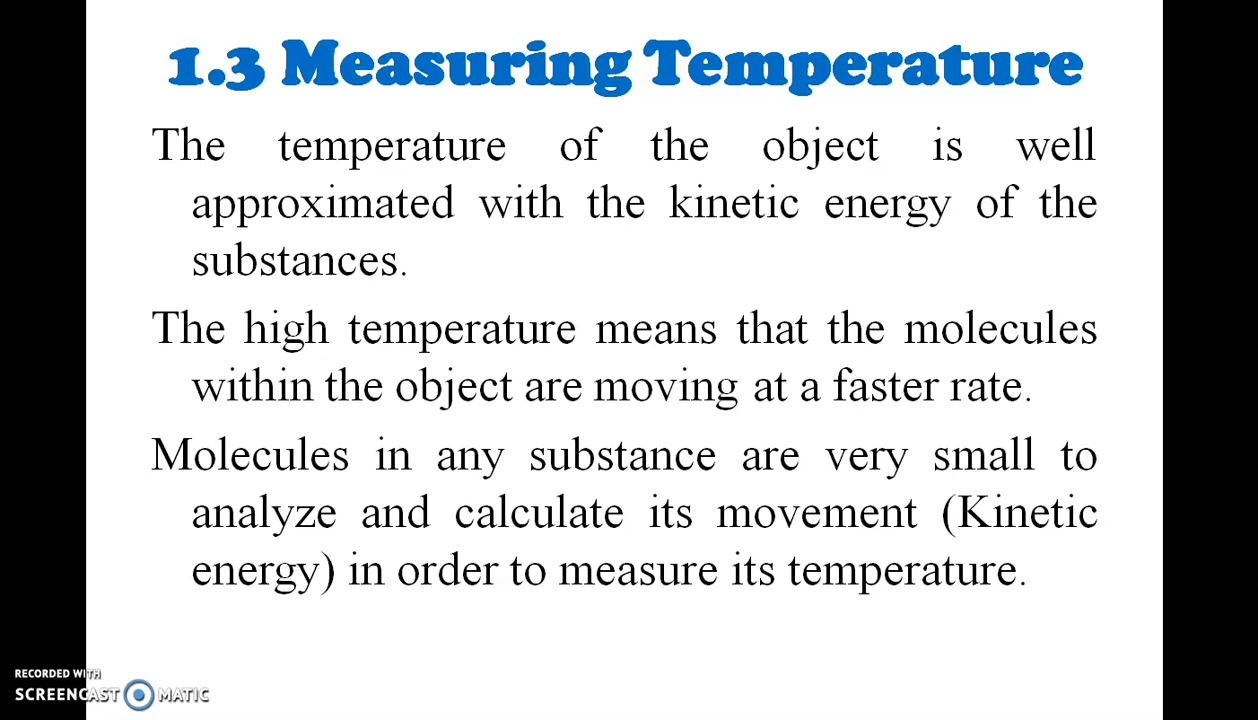 1.3 Measuring Temperature
The temperature of the object is well
approximated with the kinetic energy of the
substances.
The high temperature means that the molecules
within the object are moving at a faster rate.
Molecules in any substance are very small to
analyze and calculate its movement (Kinetic
energy) in order to measure its temperature.
RECORDED WITH
SCREENCAST MATIC